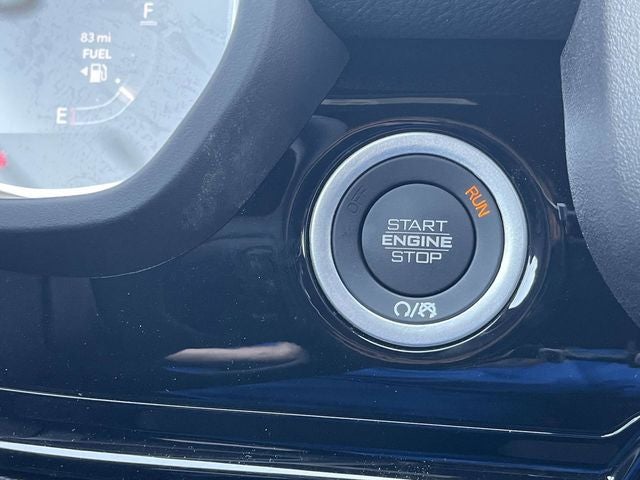 F
83 mi
FUEL
E
OFF
RUN
START
ENGINE
STOP